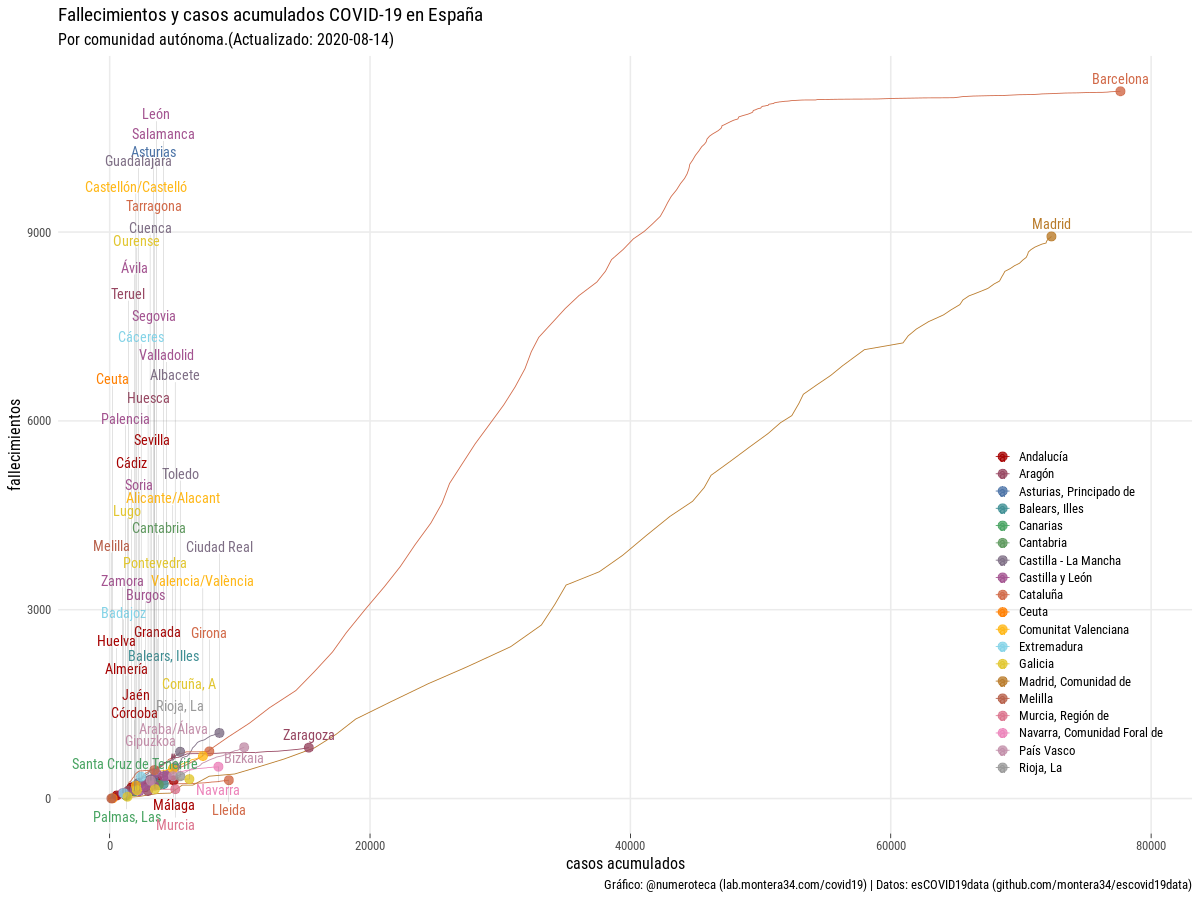 Fallecimientos y casos acumulados COVID-19 en España
Por comunidad autónoma.(Actualizado: 2020-08-14)
Barcelona
León
Salamanca
Asturias
Guadalajara
Castellón/Castelló
Tarragona
Madrid
Cuenca
9000
Ourense
Ávila
Teruel
Segovia
Cáceres
Valladolid
Albacete
Ceuta
Huesca
Palencia
6000
Sevilla
Cádiz
Toledo
Soria
Alicante/Alacant
Lugo
Cantabria
Melilla
Ciudad Real
Pontevedra
Zamora
Valencia/València
Burgos
Badajoz
3000
Granada
Girona
Huelva
Balears, Illes
Almería
Coruña, A
Jaén
Rioja, La
Córdoba
Araba/Álava
Zaragoza
Gipuzkoa
Bizkaia
Santa Cruz de Tenerife
Navarra
0
Málaga
Lleida
Palmas, Las
Murcia
fallecimientos
Andalucía
Aragón
Asturias, Principado de
Balears, Illes
Canarias
Cantabria
Castilla - La Mancha
Castilla y León
Cataluña
Ceuta
Comunitat Valenciana
Extremadura
Galicia
Madrid, Comunidad de
Melilla
Murcia, Región de
Navarra, Comunidad Foral de
País Vasco
Rioja, La
0 20000 40000 60000 80000
casos acumulados
Gráfico: @numeroteca (lab.montera34.com/covid19) | Datos: esCOVID19data (github.com/montera34/escovid19data)